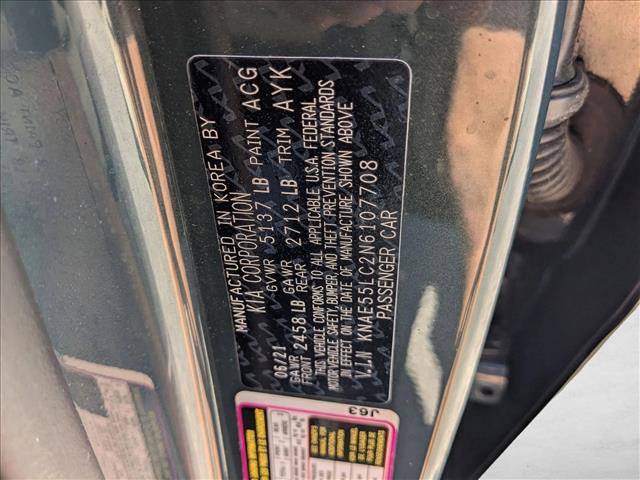 MANUFACTURED IN KOREA BY
KIA CORPORATION
06/21 GVWR 5137 LB PAINT ACG
GAWR FRONT 2458 LB GAWR REAR 2712 LB TRIM AYK
THIS VEHICLE CONFORMS TO ALL APPLICABLE U.S.A. FEDERAL
MOTOR VEHICLE SAFETY, BUMPER, AND THEFT PREVENTION STANDARDS
IN EFFECT ON THE DATE OF MANUFACTURE SHOWN ABOVE
V.I.N KNAE55LC2N6107708
PASSENGER CAR
J63